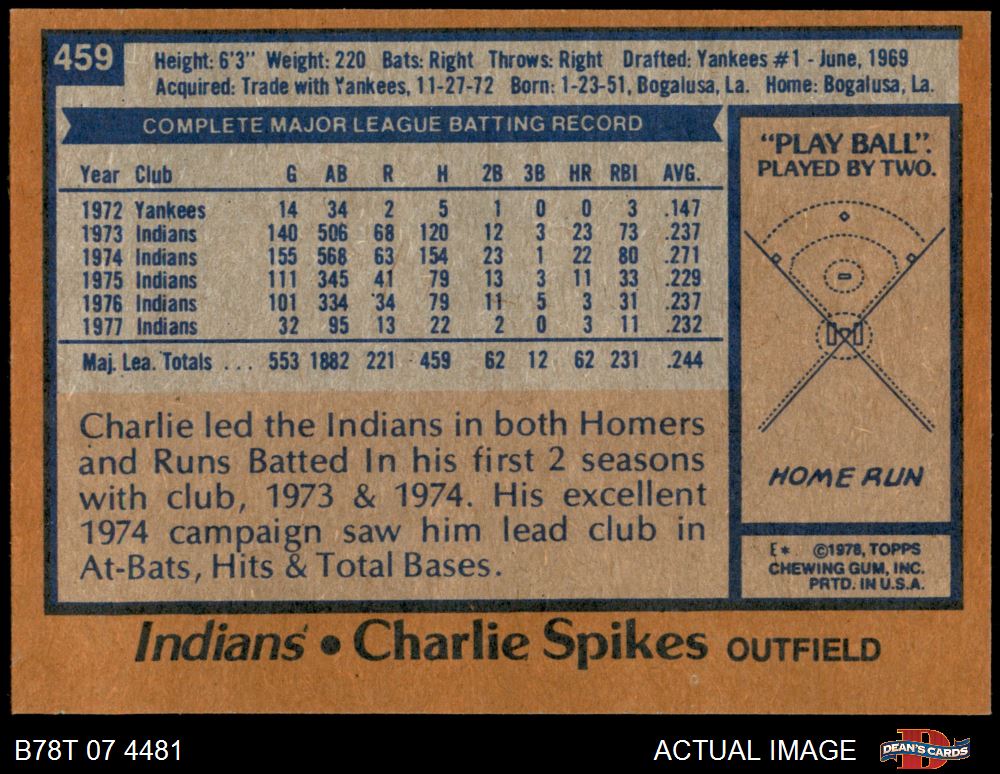 459
Height: 6'3" Weight: 220 Bats: Right Throws: Right Drafted: Yankees #1 - June, 1969
Acquired: Trade with Yankees, 11-27-72 Born: 1-23-51, Bogalusa, La. Home: Bogalusa, La.
COMPLETE MAJOR LEAGUE BATTING RECORD
Year Club G AB R H 2B 3B HR RBI AVG.
1972 Yankees 14 34 2 5 1 0 0 3 .147
1973 Indians 140 506 68 120 12 3 23 73 .237
1974 Indians 155 568 63 154 23 1 22 80 .271
1975 Indians 111 345 41 79 13 3 11 33 .229
1976 Indians 101 334 34 79 11 5 3 31 .237
1977 Indians 32 95 13 22 2 0 3 11 .232
Maj. Lea. Totals . . . 553 1882 221 459 62 12 62 231 .244
Charlie led the Indians in both Homers
and Runs Batted In his first 2 seasons
with club, 1973 & 1974. His excellent
1974 campaign saw him lead club in
At-Bats, Hits & Total Bases.
"PLAY BALL".
PLAYED BY TWO.
HOME RUN
E* ©1978, TOPPS
CHEWING GUM, INC.
PRTD. IN U.S.A.
Indians • Charlie Spikes OUTFIELD
B78T 07 4481
ACTUAL IMAGE
DEAN'S CARDS